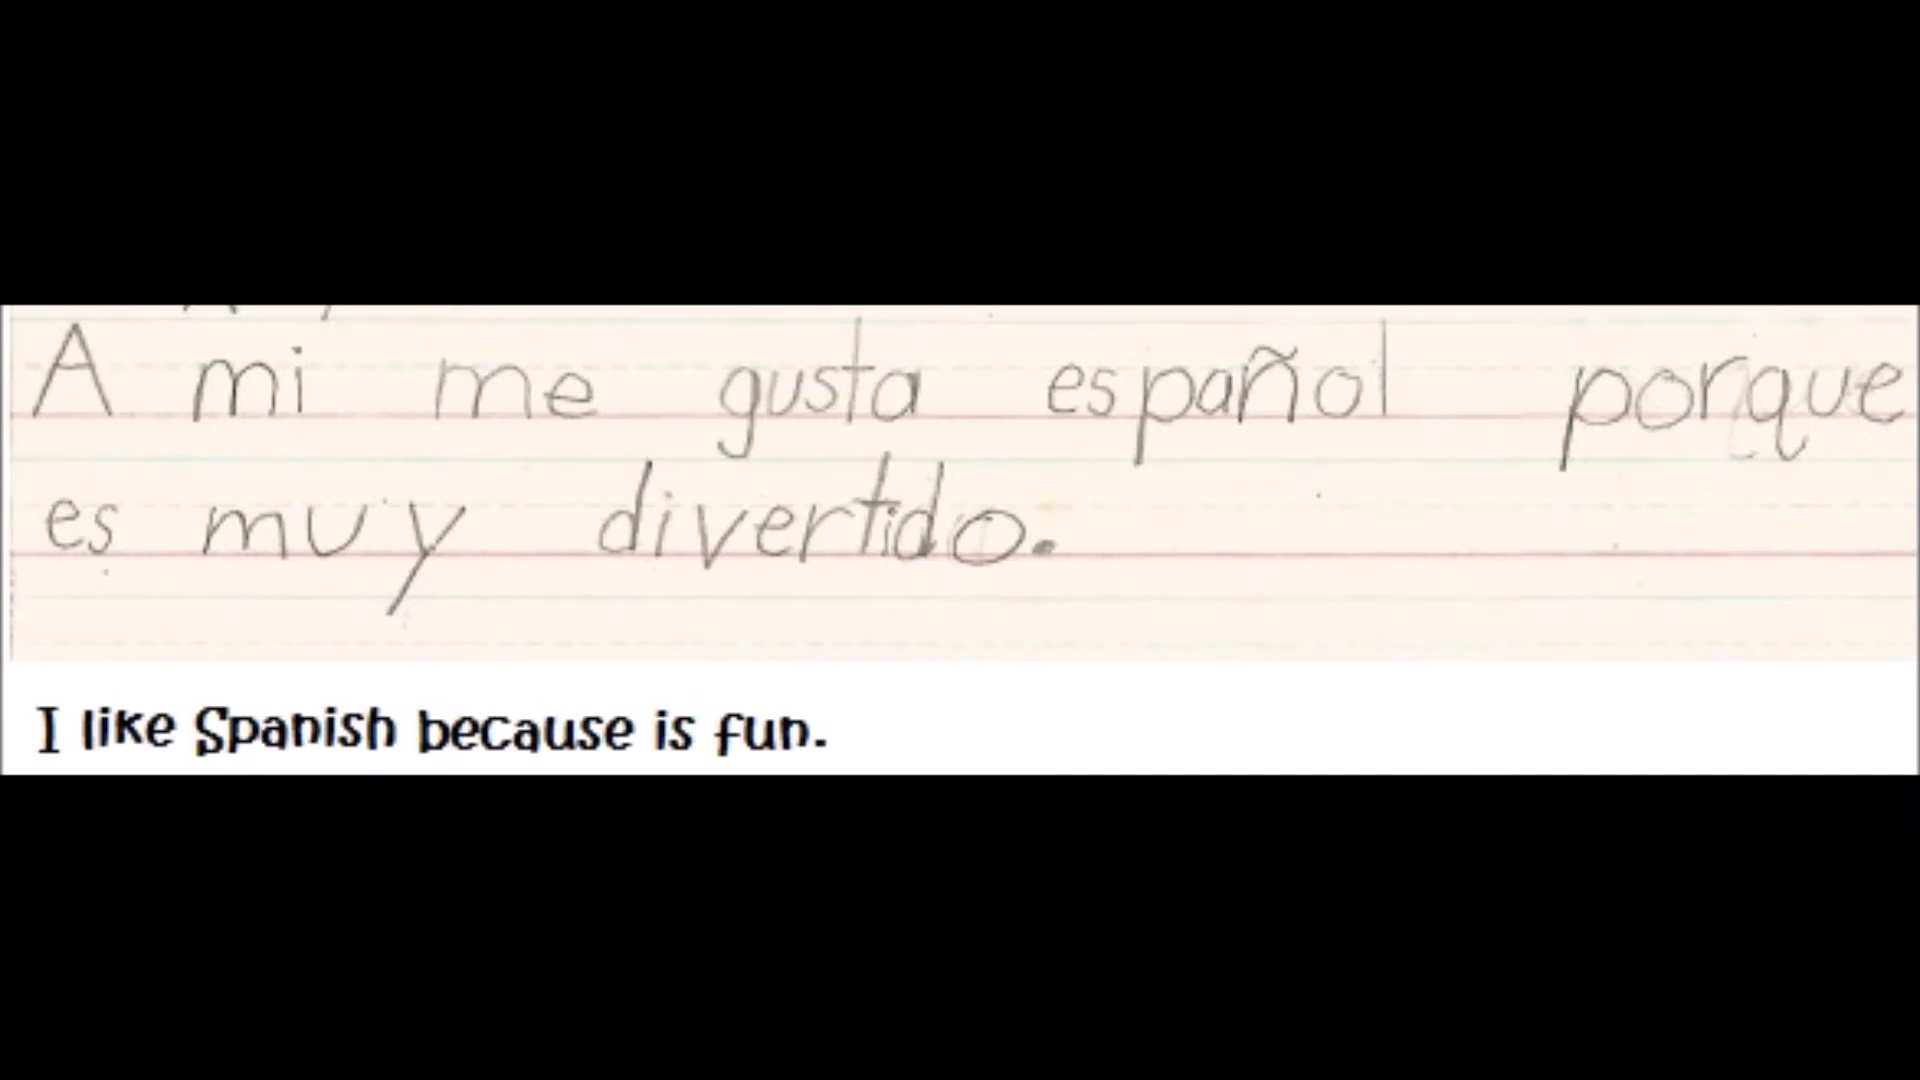 A mi me gusta español porque
es muy divertido.
I like Spanish because is fun.